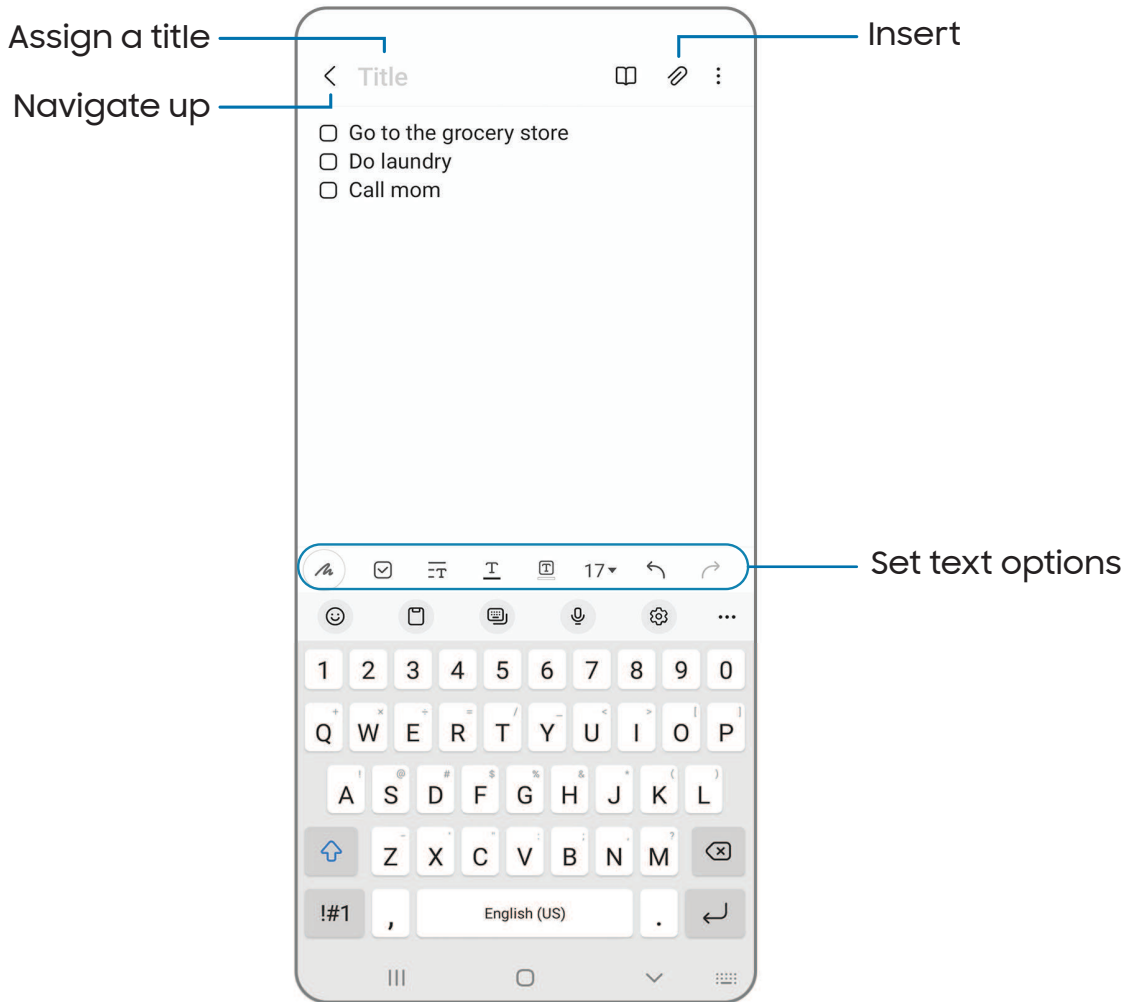 Assign a title
Insert
Title
Navigate up
Go to the grocery store
Do laundry
Call mom
T T T 17
Set text options
1 2 3 4 5 6 7 8 9 0
+ × ÷ = / _ < > [ ]
Q W E R T Y U I O P
! @ # $ % & * ( )
A S D F G H J K L
Z X C V B N M
!#1 , English (US) .